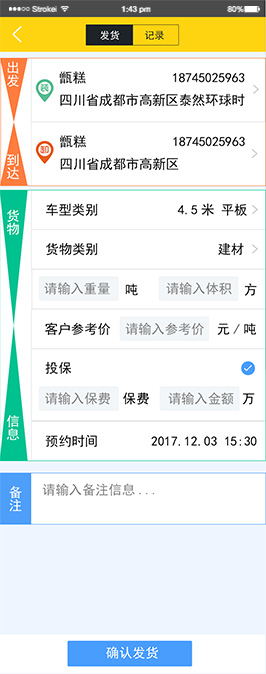 Strokei 1:43 pm 80%
发货 记录
出发
甑糕 18745025963
四川省成都市高新区泰然环球时
到达
甑糕 18745025963
四川省成都市高新区
货物信息
车型类别 4.5米 平板
货物类别 建材
请输入重量 吨 请输入体积 方
客户参考价 请输入参考价 元/吨
投保
请输入保费 保费 请输入金额 万
预约时间 2017.12.03 15:30
备注
请输入备注信息...
确认发货